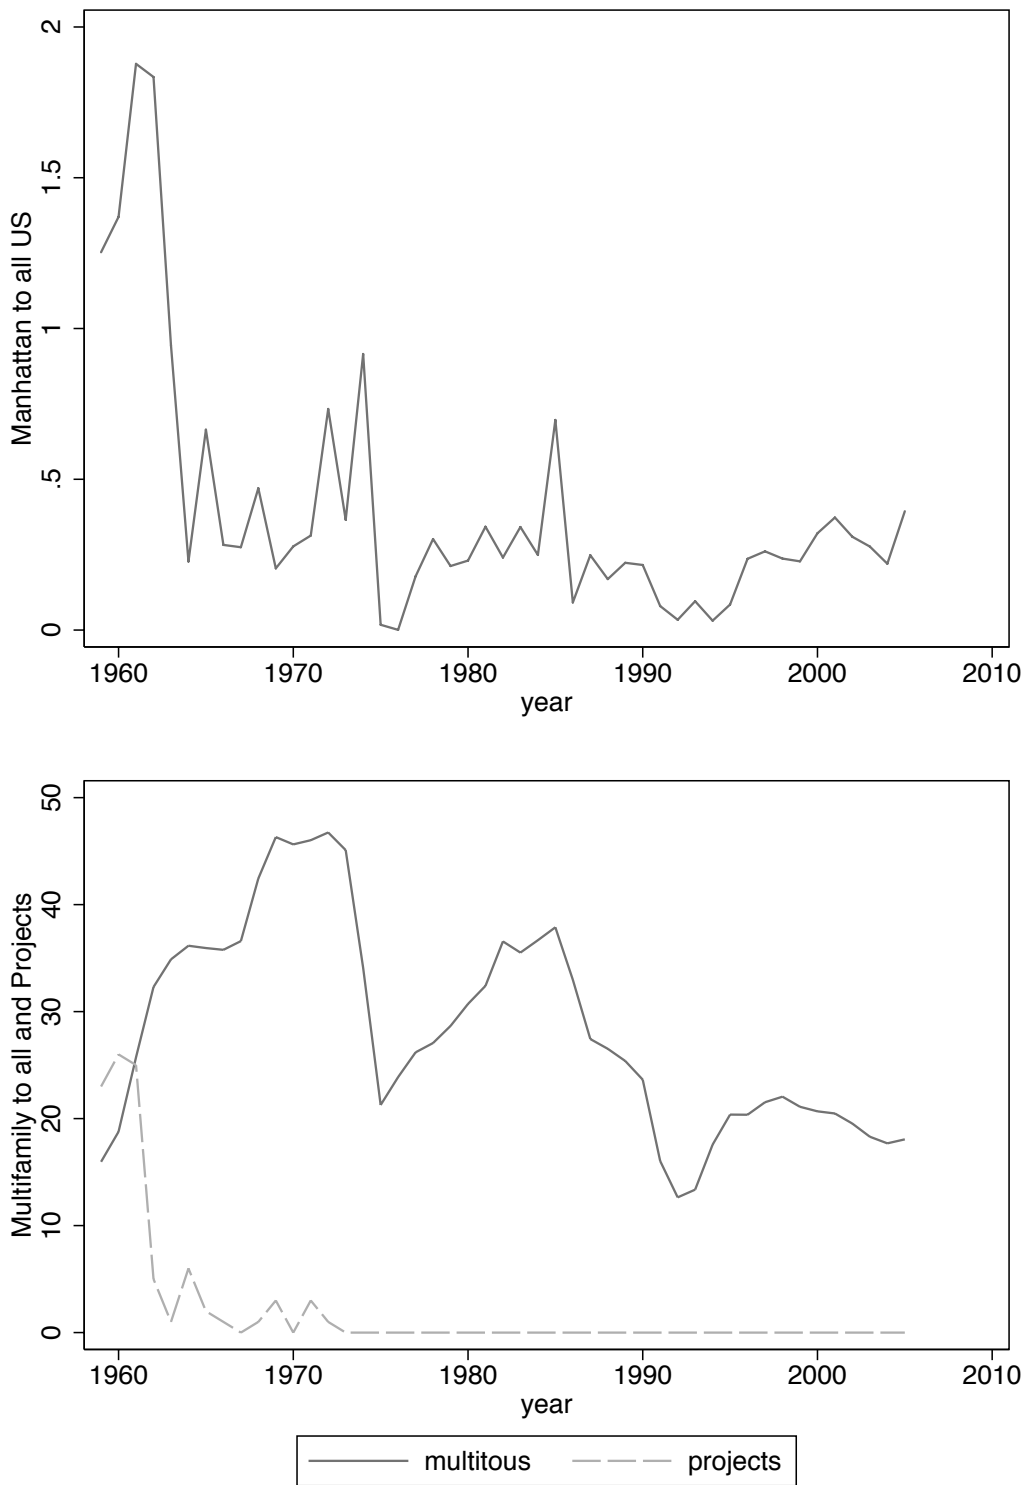 Manhattan to all US
2
1.5
1
.5
0
1960 1970 1980 1990 2000 2010
year
Multifamily to all and Projects
50
40
30
20
10
0
1960 1970 1980 1990 2000 2010
year
multitous projects